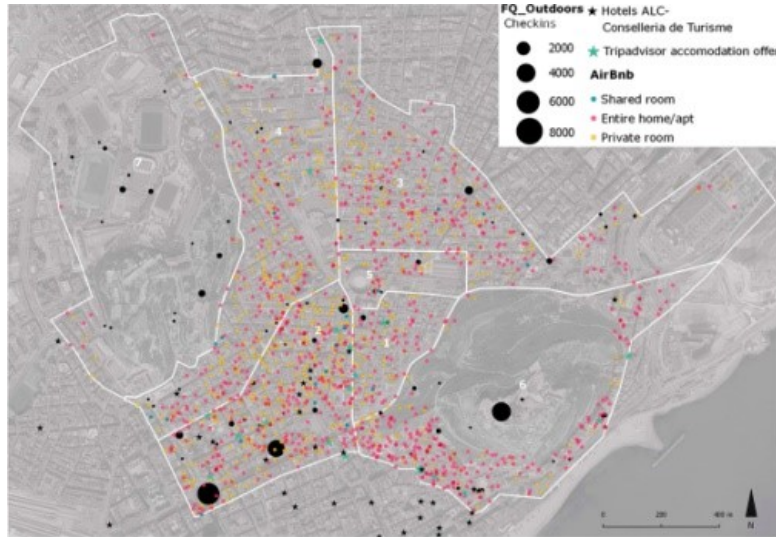 FQ_Outdoors
Checkins
2000
4000
6000
8000
★ Hotels ALC-
Conselleria de Turisme
★ Tripadvisor accomodation offer
AirBnb
Shared room
Entire home/apt
Private room
7
4
3
5
2
1
6
0 200 400 m
N